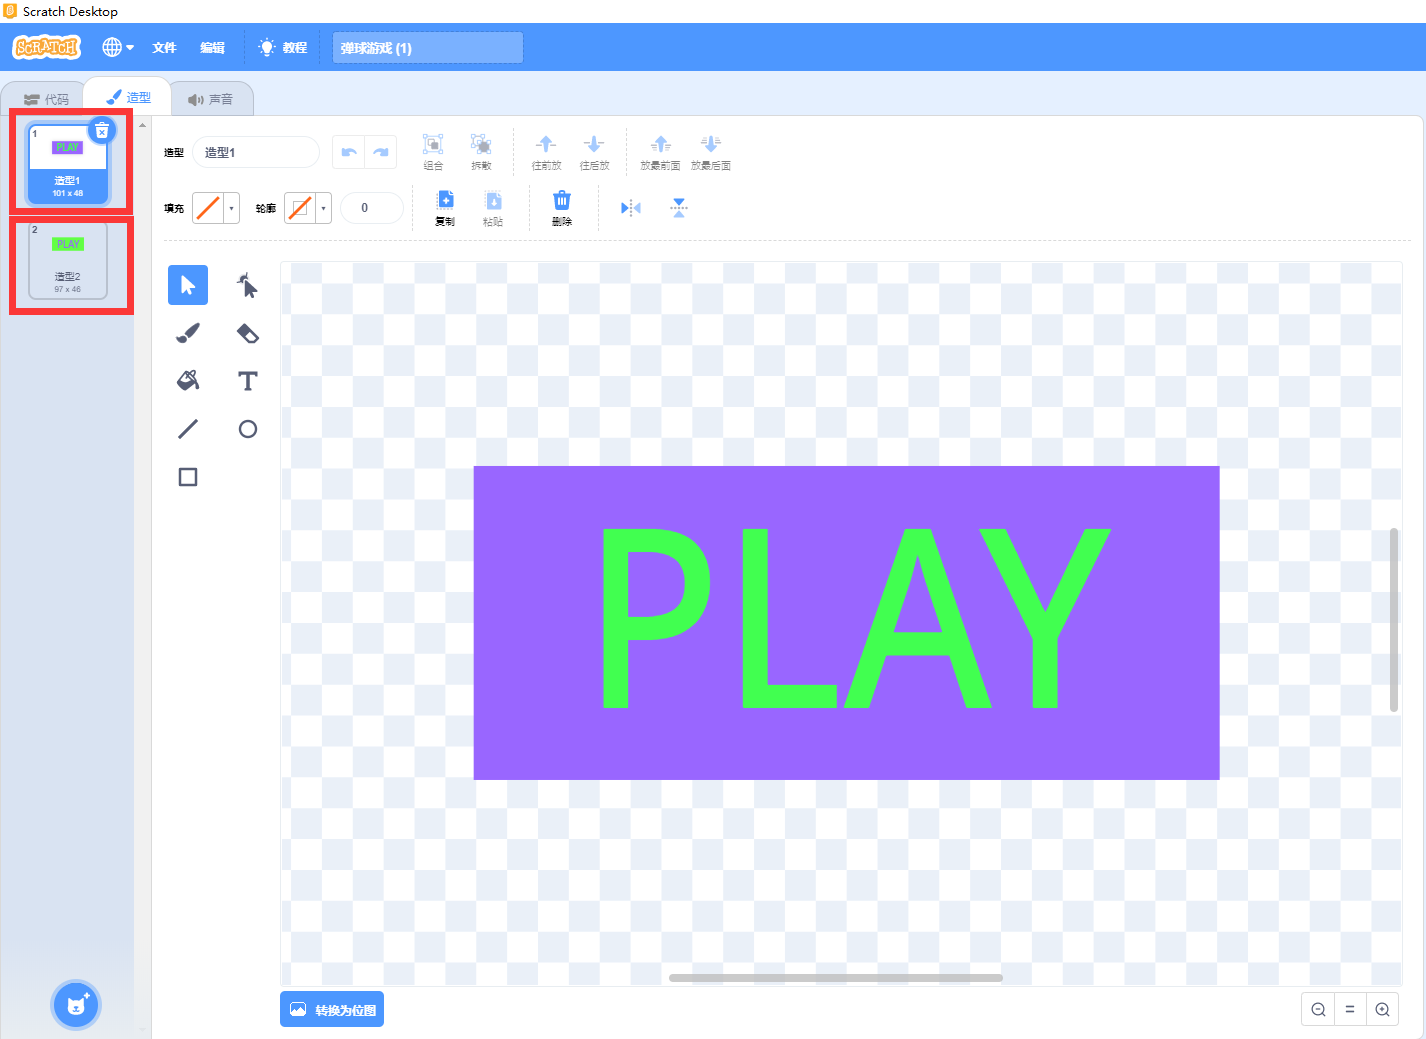 Scratch Desktop
SCRATCH 文件 编辑 教程 弹球游戏 (1)
代码 造型 声音
1
PLAY
造型1
101 x 48
2
PLAY
造型2
97 x 46
造型 造型1 组合 拆散 往前放 往后放 放最前面 放最后面
填充 轮廓 0 复制 粘贴 删除
PLAY
转换为位图